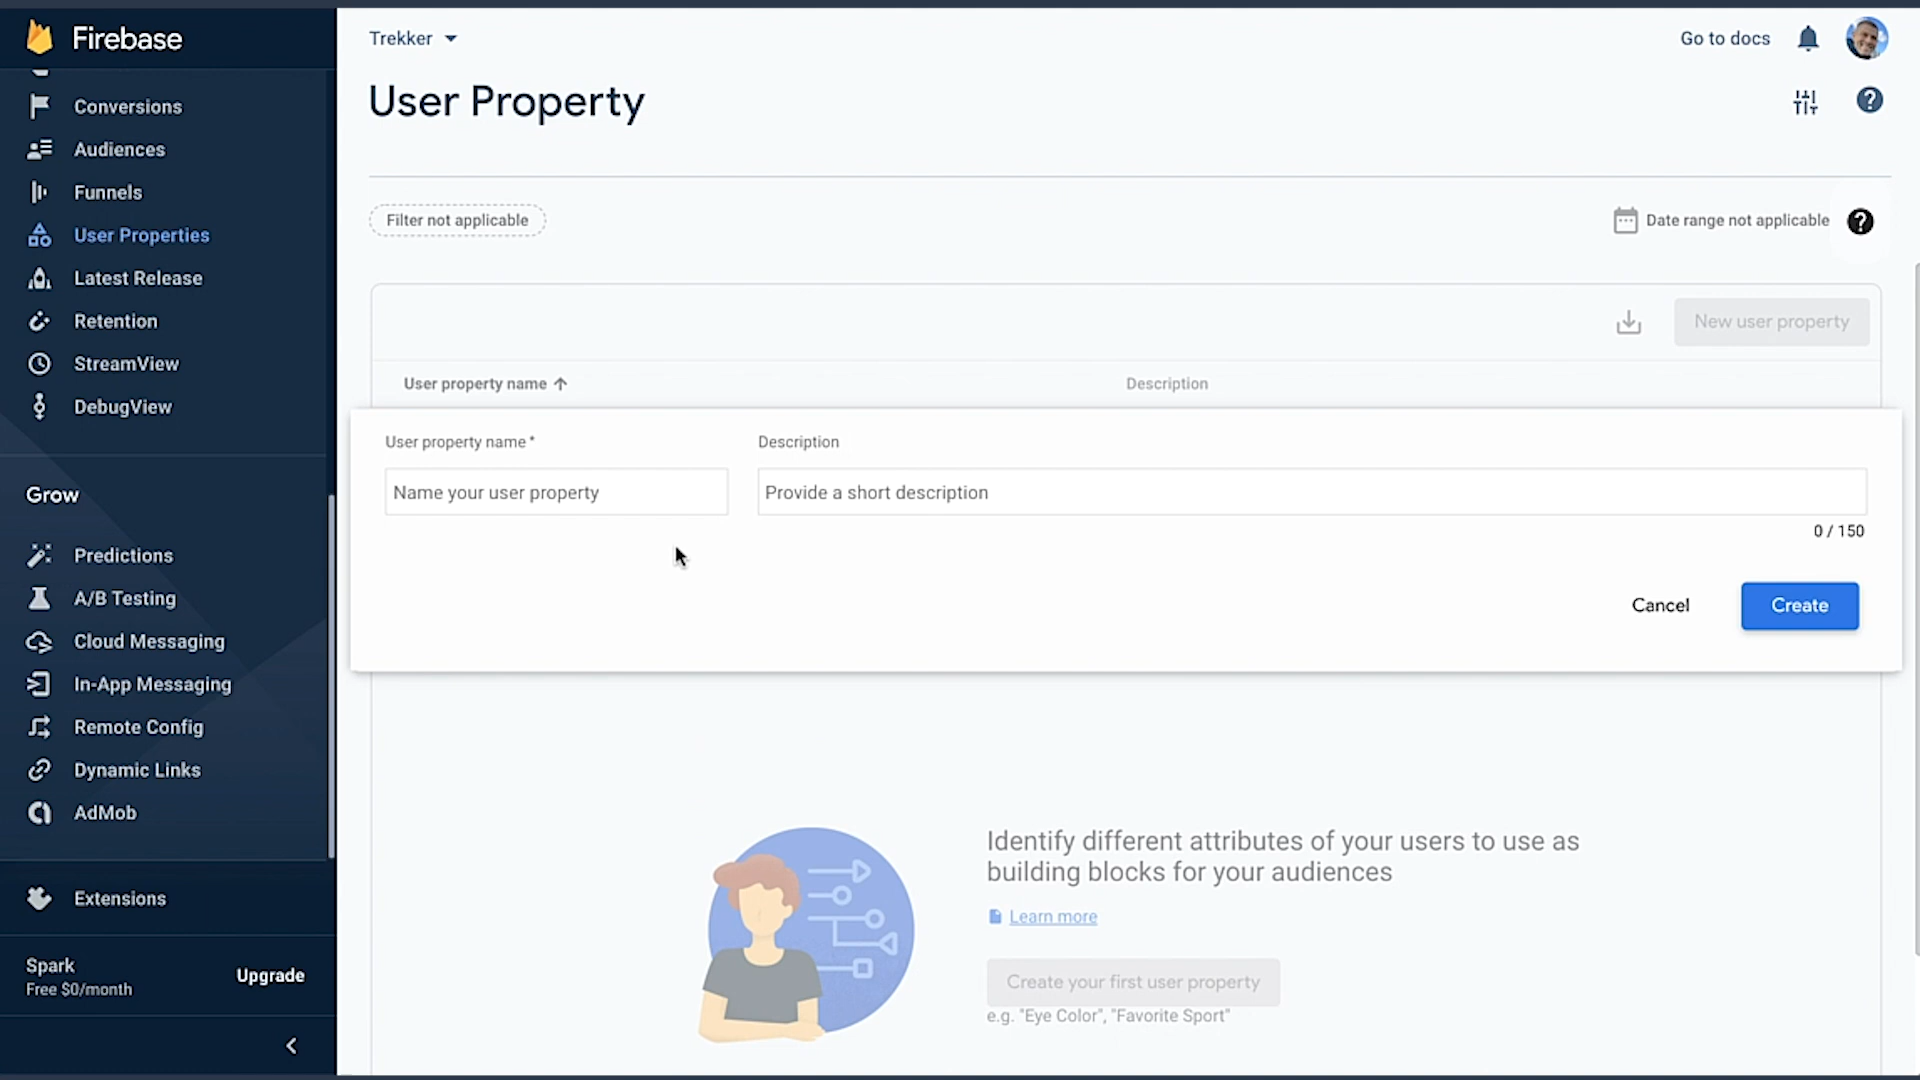 Firebase
Conversions
Audiences
Funnels
User Properties
Latest Release
Retention
StreamView
DebugView
Grow
Predictions
A/B Testing
Cloud Messaging
In-App Messaging
Remote Config
Dynamic Links
AdMob
Extensions
Spark
Free $0/month
Upgrade
Trekker
Go to docs
User Property
Filter not applicable
Date range not applicable
New user property
User property name
Description
User property name*
Description
Name your user property
Provide a short description
0 / 150
Cancel
Create
Identify different attributes of your users to use as
building blocks for your audiences
Learn more
Create your first user property
e.g. "Eye Color", "Favorite Sport"